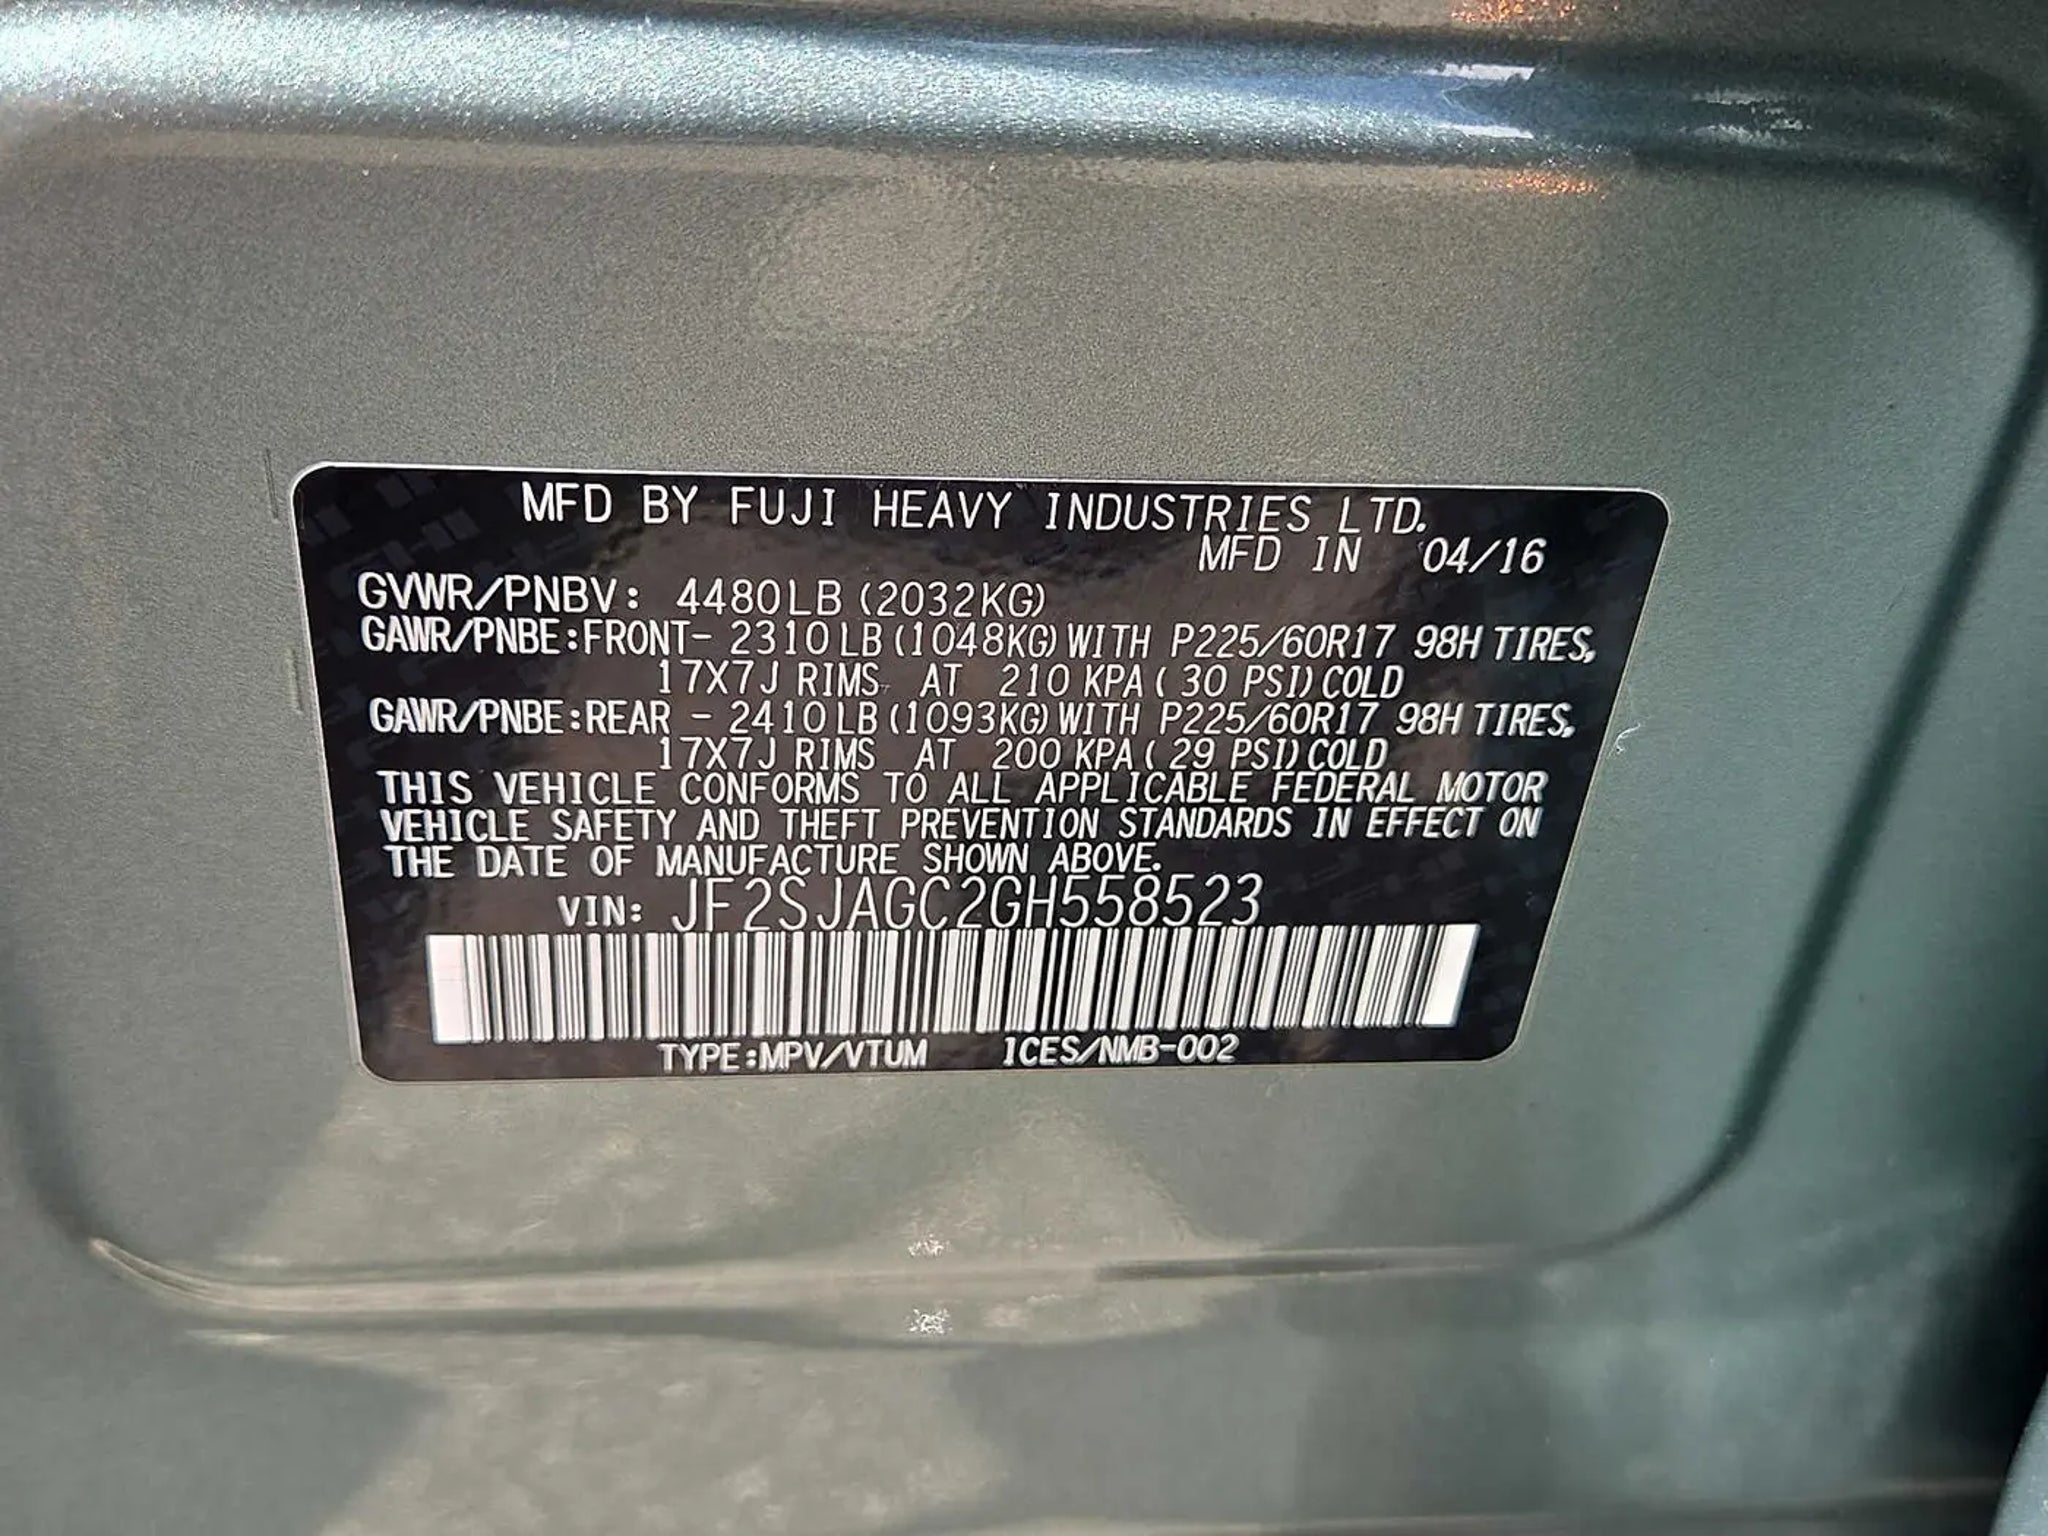 MFD BY FUJI HEAVY INDUSTRIES LTD.
MFD IN 04/16
GVWR/PNBV: 4480LB (2032KG)
GAWR/PNBE:FRONT- 2310LB (1048KG) WITH P225/60R17 98H TIRES,
17X7J RIMS AT 210 KPA ( 30 PSI) COLD
GAWR/PNBE:REAR - 2410LB (1093KG) WITH P225/60R17 98H TIRES,
17X7J RIMS AT 200 KPA ( 29 PSI) COLD
THIS VEHICLE CONFORMS TO ALL APPLICABLE FEDERAL MOTOR
VEHICLE SAFETY AND THEFT PREVENTION STANDARDS IN EFFECT ON
THE DATE OF MANUFACTURE SHOWN ABOVE.
VIN: JF2SJAGC2GH558523
TYPE:MPV/VTUM ICES/NMB-002